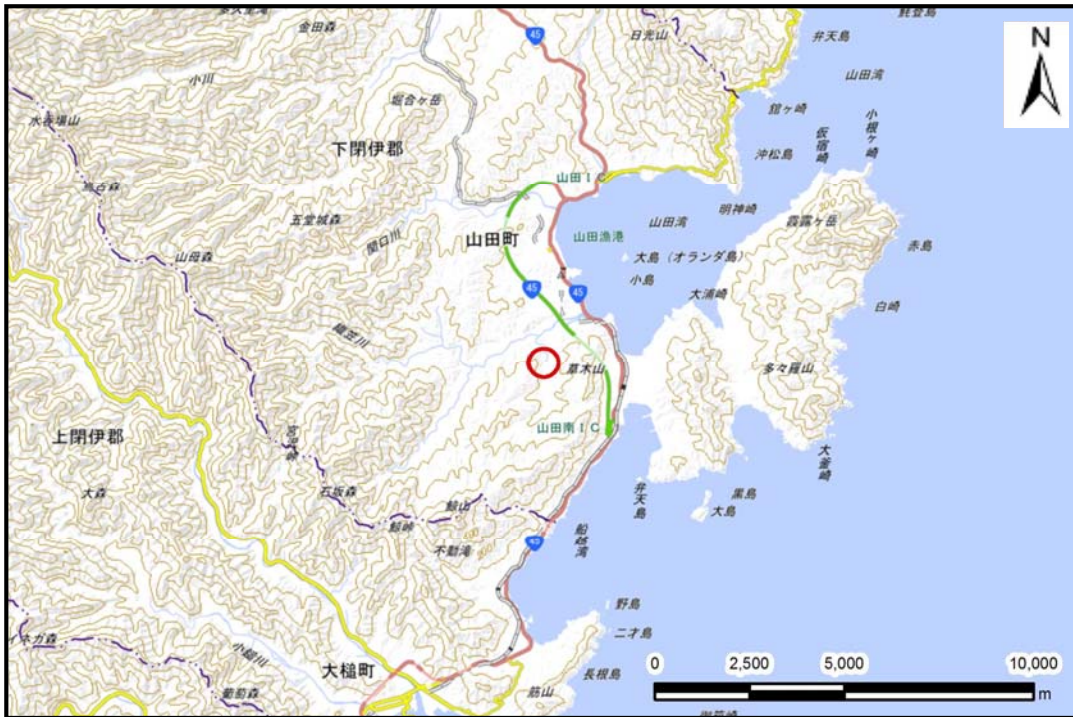 金田森
45
日光山
弁天島
山田湾
N
小川
堀合ヶ岳
舘ヶ崎
仮宿崎
小根ヶ崎
沖松島
下閉伊郡
山田IC
明神崎
五堂城森
関口川
山田町
山田漁港
山田湾
霞露ヶ岳
山母森
大島（オランダ島）
小島
赤島
45
45
大浦崎
白崎
織笠川
草木山
多々羅山
上閉伊郡
山田南IC
大釜崎
大森
石坂森
弁天島
黒島
大島
鯨山
鯨峠
不動滝
45
船越湾
野島
二才島
小鎚川
大槌町
長根島
葡萄森
筋山
0 2,500 5,000 10,000
m